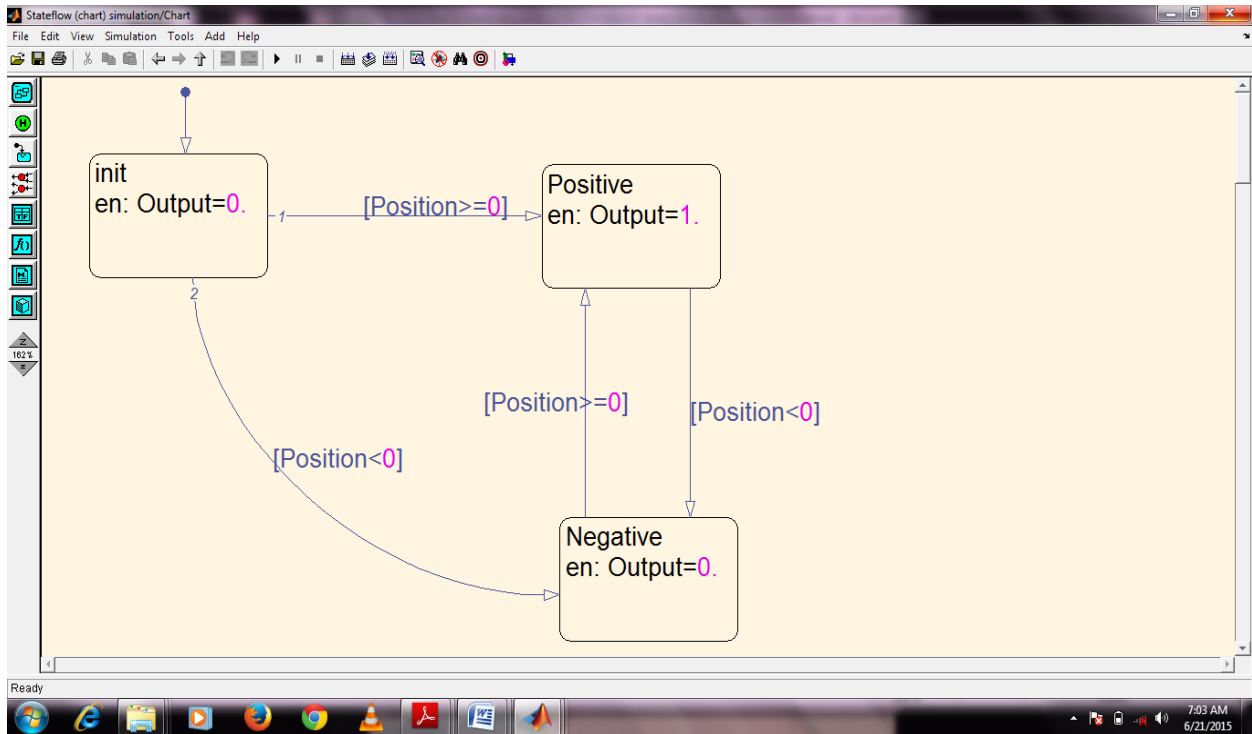 Stateflow (chart) simulation/Chart
File Edit View Simulation Tools Add Help
init
en: Output=0.
1
[Position>=0]
Positive
en: Output=1.
2
[Position>=0]
[Position<0]
[Position<0]
Negative
en: Output=0.
162%
Ready
7:03 AM
6/21/2015